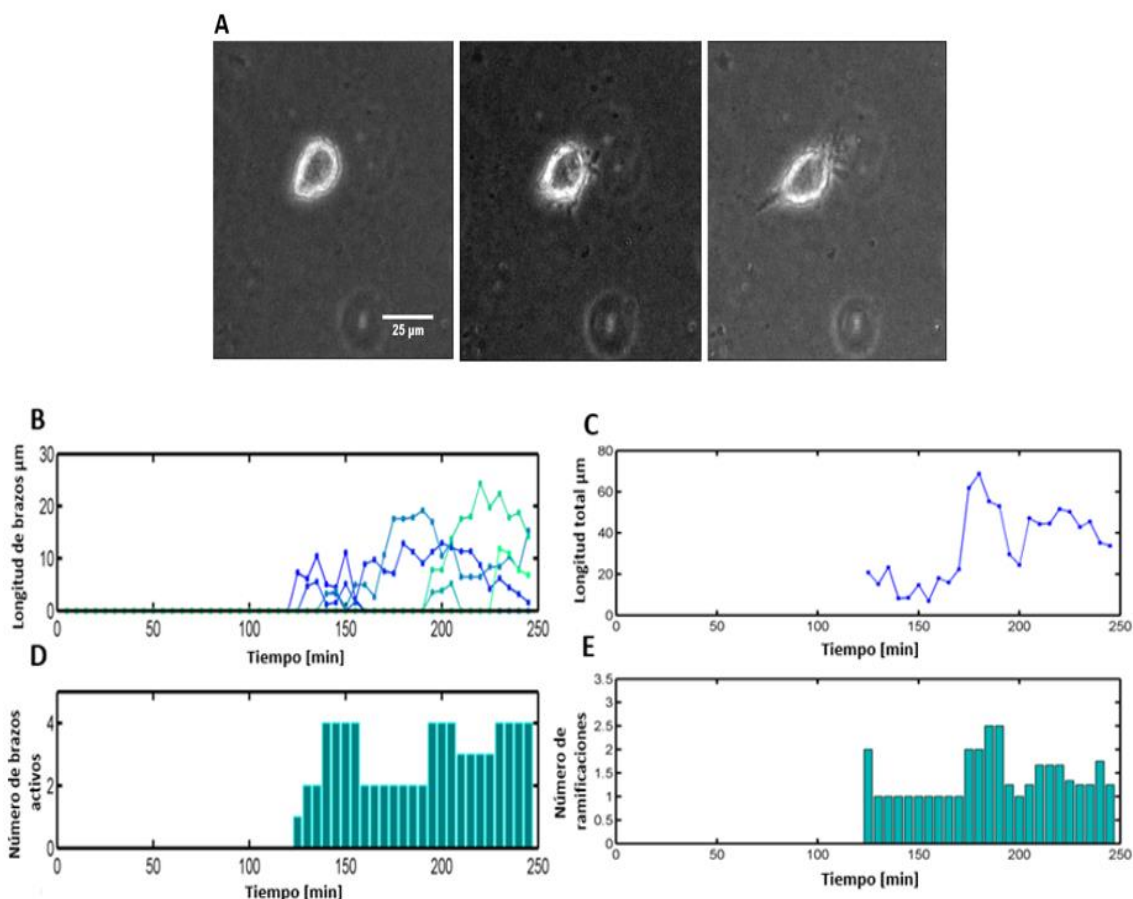 A
25 µm
B
Longitud de brazos µm
30
20
10
0
0
50
100
150
200
250
Tiempo [min]
C
Longitud total µm
80
60
40
20
0
0
50
100
150
200
250
Tiempo [min]
D
Número de brazos
activos
4
2
0
0
50
100
150
200
250
Tiempo [min]
E
Número de
ramificaciones
3.5
3
2.5
2
1.5
1
0.5
0
0
50
100
150
200
250
Tiempo [min]